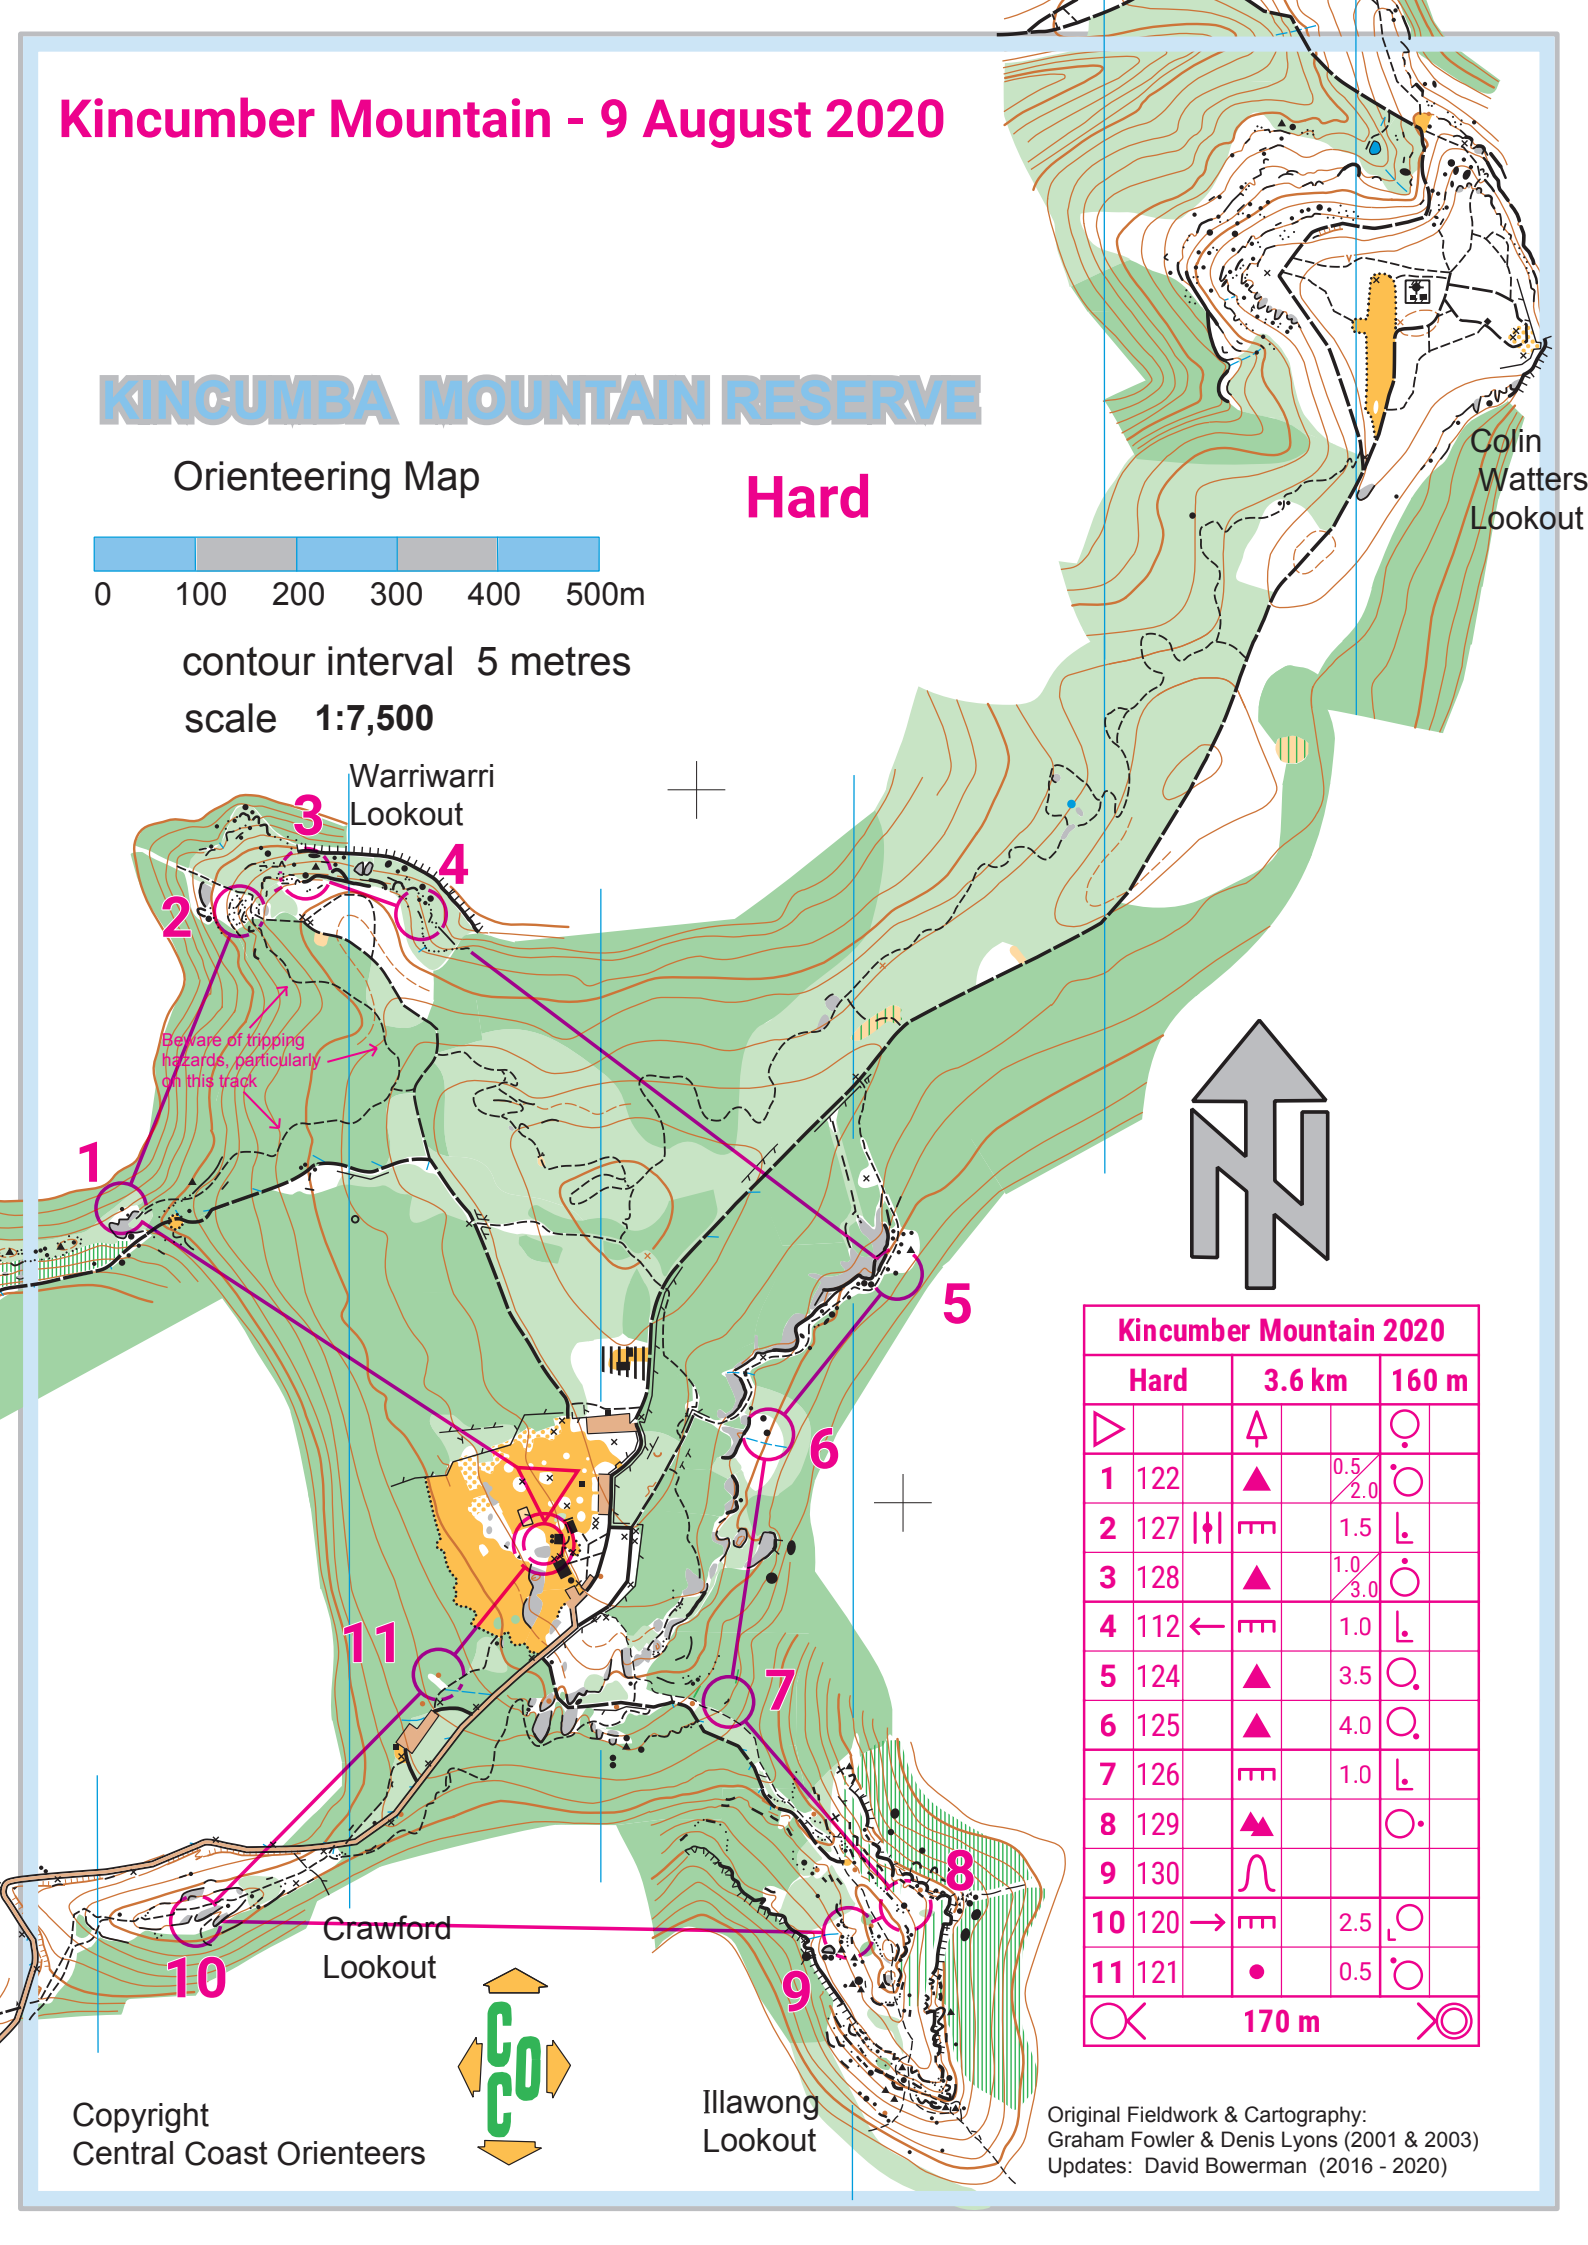 Kincumber Mountain - 9 August 2020
KINCUMBA MOUNTAIN RESERVE
Orienteering Map
Hard
0 100 200 300 400 500m
contour interval 5 metres
scale 1:7,500
Colin
Watters
Lookout
Warriwarri
Lookout
3
4
2
Beware of tripping
hazards, particularly
on this track
1
5
6
11
7
8
10
9
Crawford
Lookout
Illawong
Lookout
N
Kincumber Mountain 2020
Hard 3.6 km 160 m
1 122 0.5/2.0
2 127 1.5
3 128 1.0/3.0
4 112 1.0
5 124 3.5
6 125 4.0
7 126 1.0
8 129
9 130
10 120 2.5
11 121 0.5
170 m
COC
Copyright
Central Coast Orienteers
Original Fieldwork & Cartography:
Graham Fowler & Denis Lyons (2001 & 2003)
Updates: David Bowerman (2016 - 2020)